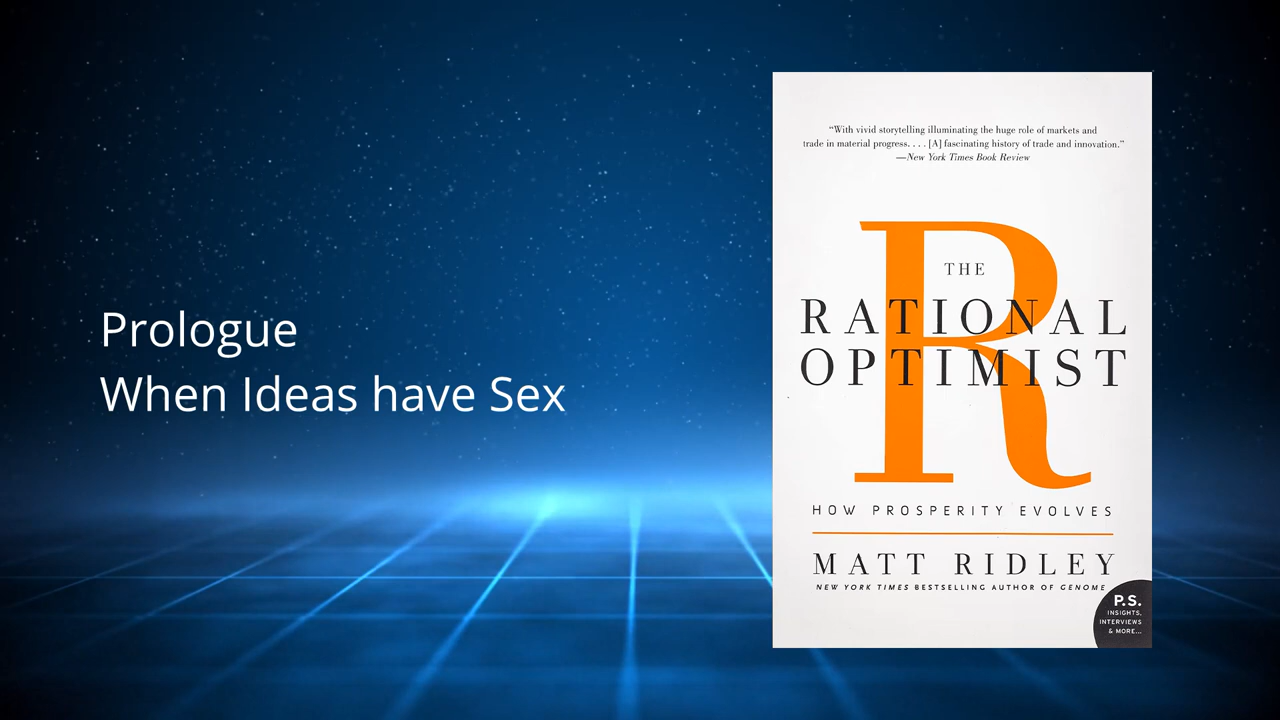 Prologue
When Ideas have Sex
“With vivid storytelling illuminating the huge role of markets and
trade in material progress. . . . [A] fascinating history of trade and innovation.”
—New York Times Book Review
R
THE
RATIONAL
OPTIMIST
HOW PROSPERITY EVOLVES
MATT RIDLEY
NEW YORK TIMES BESTSELLING AUTHOR OF GENOME
P.S.
INSIGHTS,
INTERVIEWS
& MORE...